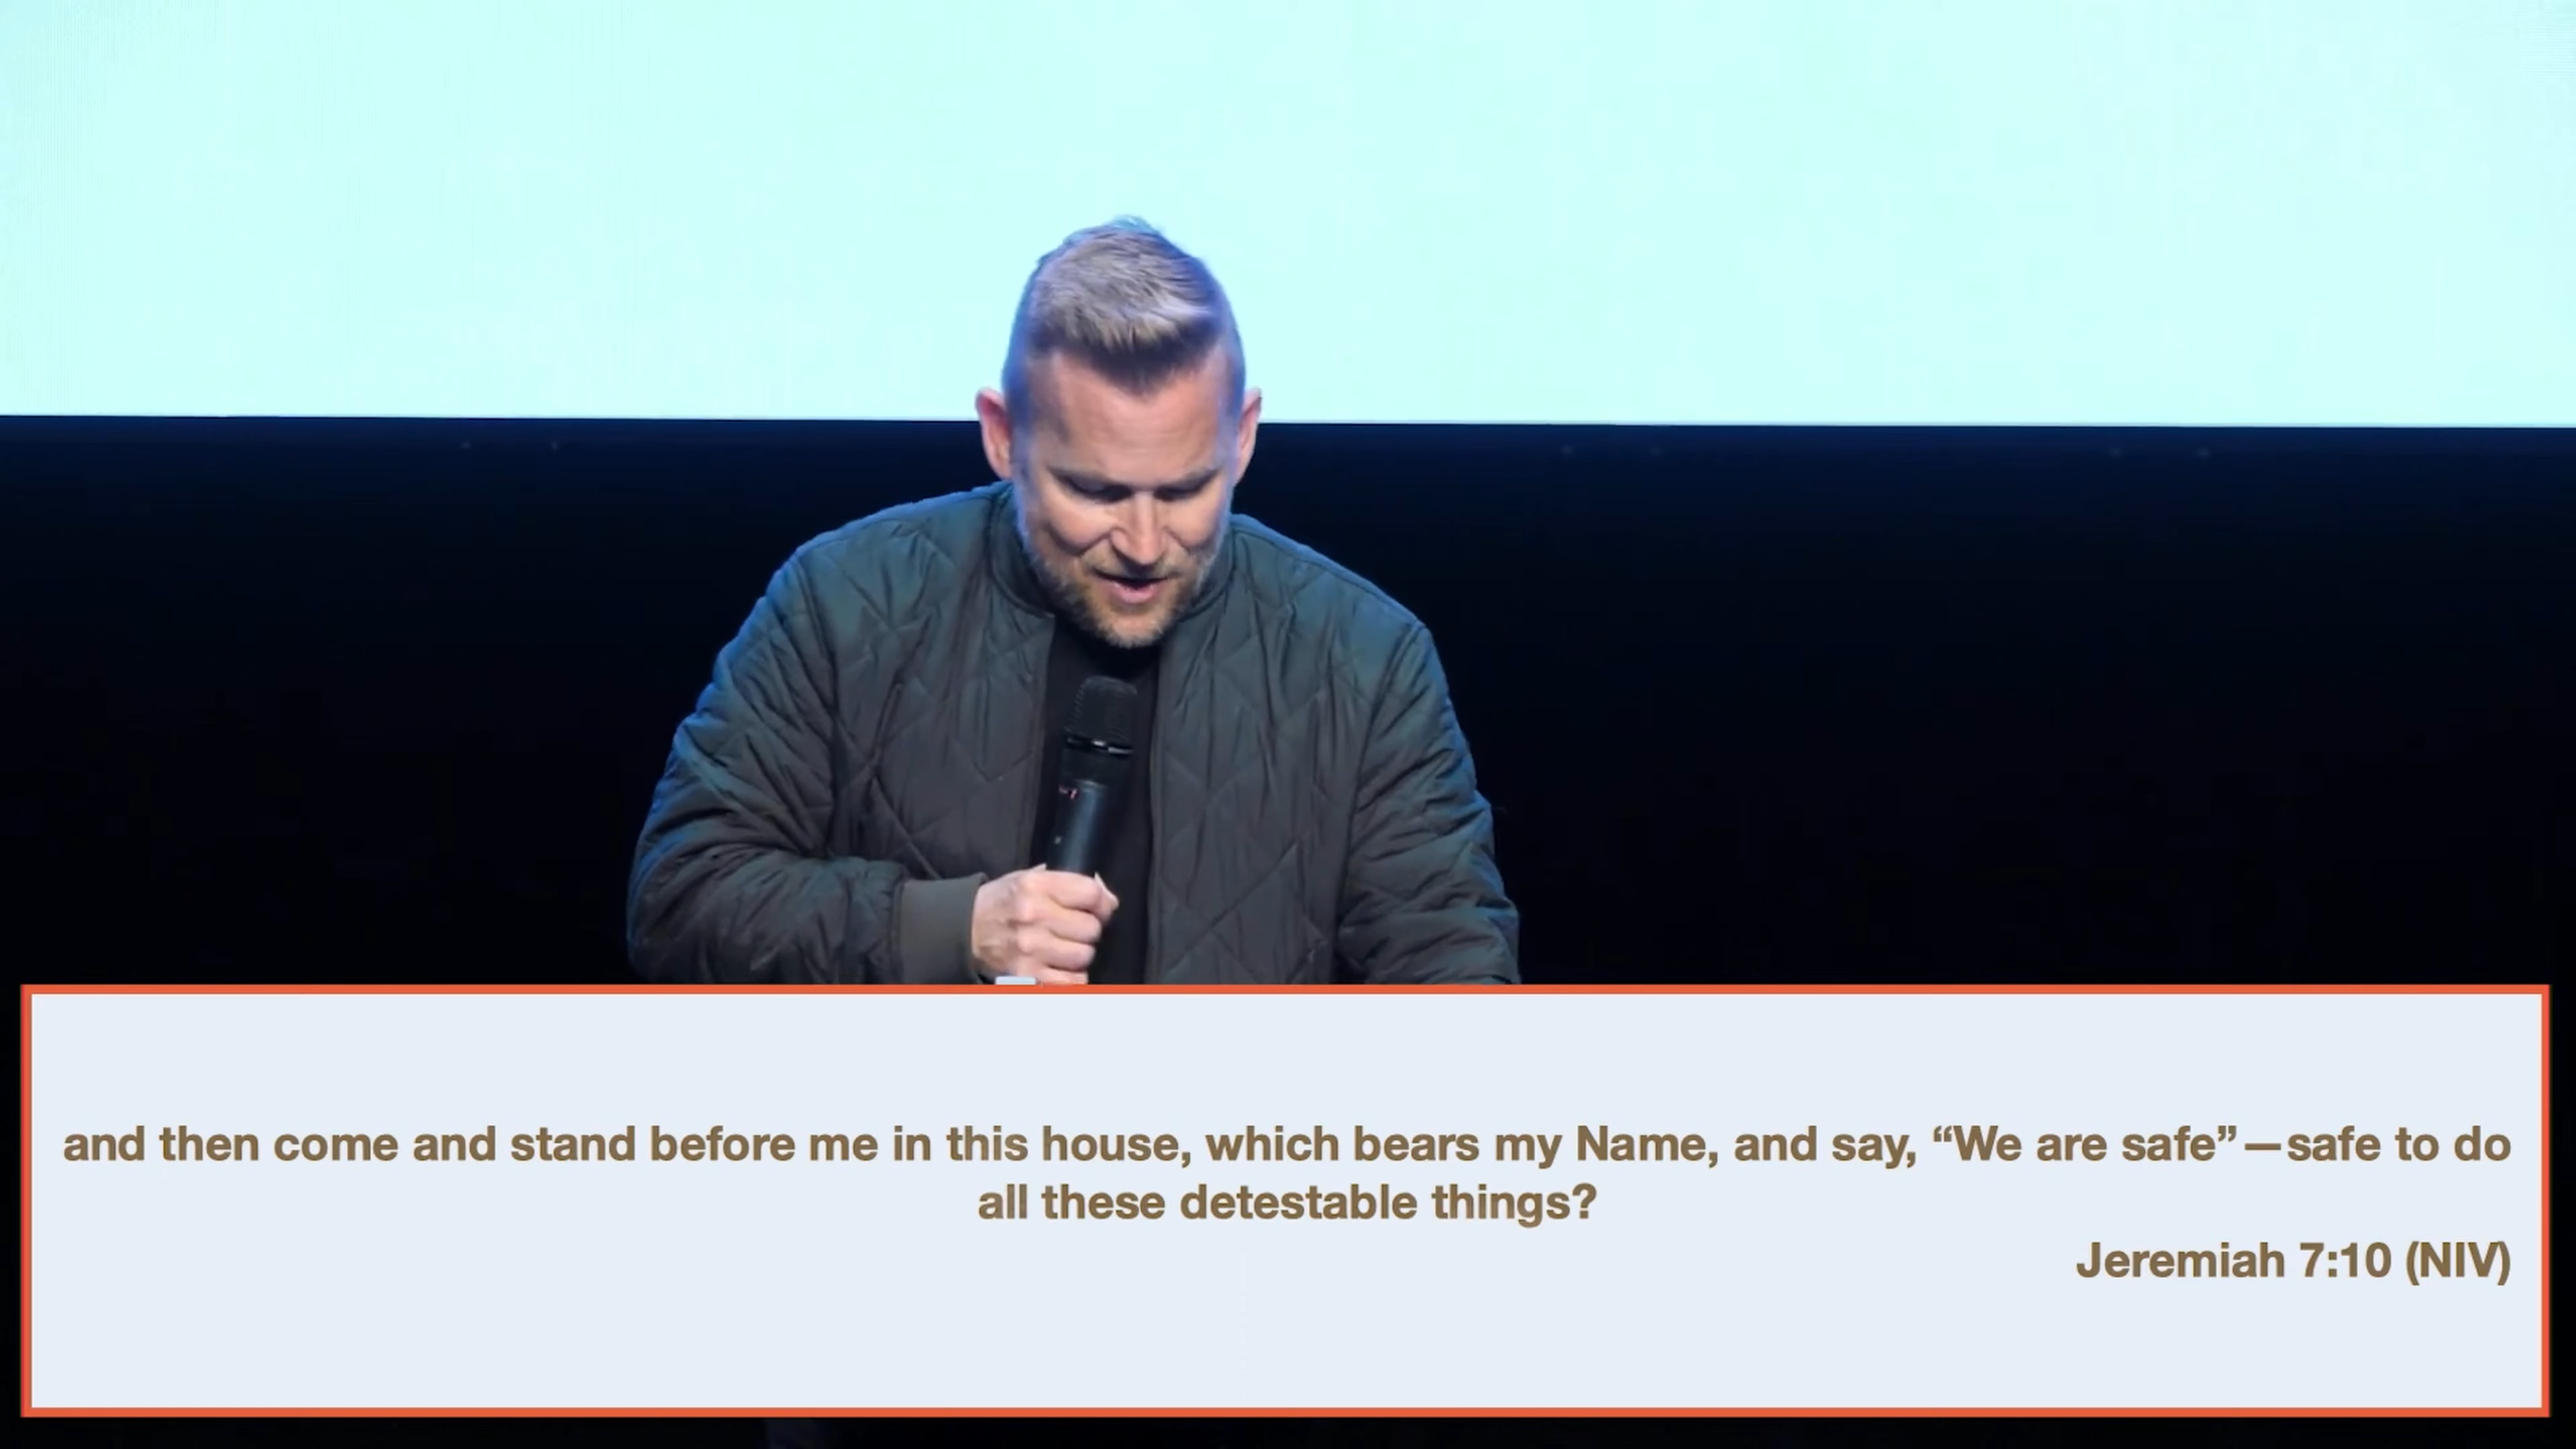 and then come and stand before me in this house, which bears my Name, and say, “We are safe”—safe to do
all these detestable things?
Jeremiah 7:10 (NIV)